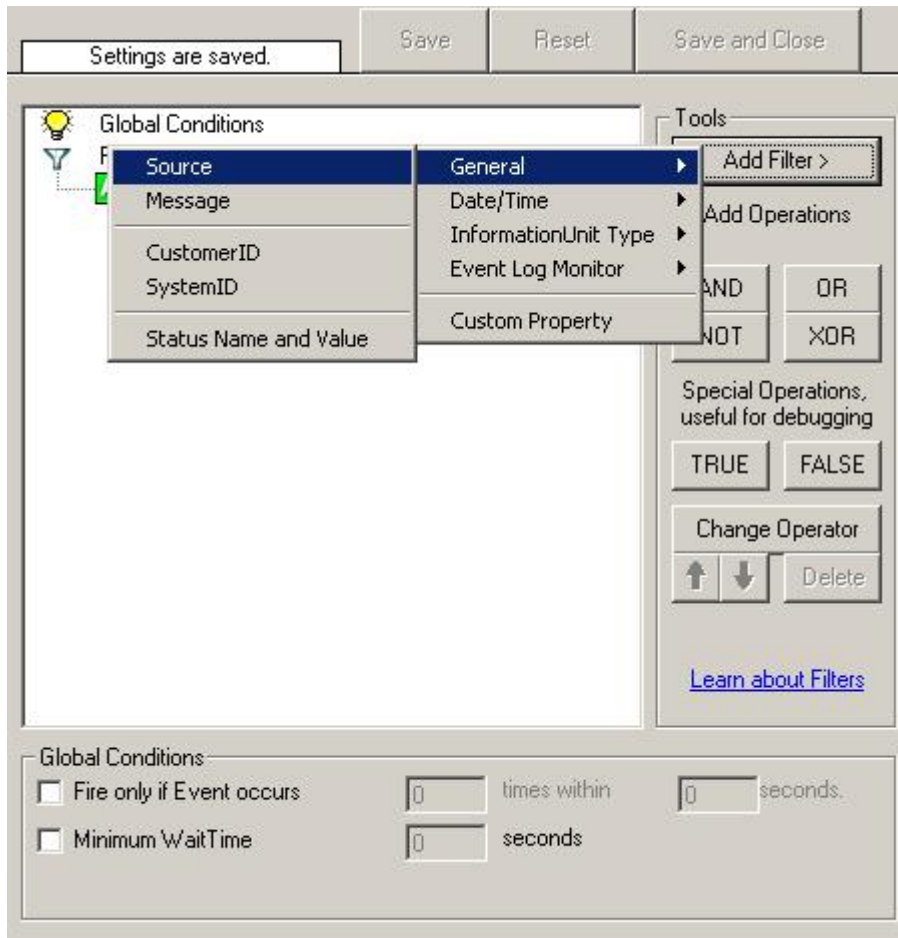 Settings are saved.
Save
Reset
Save and Close
Global Conditions
F
Source
Message
CustomerID
SystemID
Status Name and Value
General
Date/Time
InformationUnit Type
Event Log Monitor
Custom Property
Tools
Add Filter >
Add Operations
AND
OR
NOT
XOR
Special Operations,
useful for debugging
TRUE
FALSE
Change Operator
Delete
Learn about Filters
Global Conditions
Fire only if Event occurs
0
times within
0
seconds.
Minimum WaitTime
0
seconds